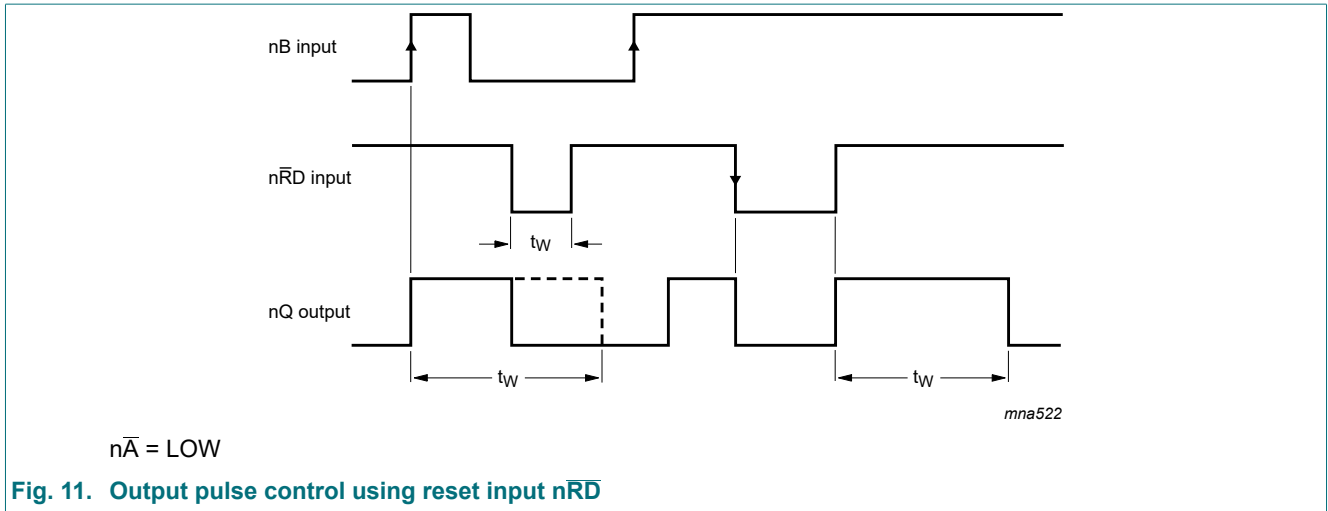 nB input
nR̅D input
tW
nQ output
tW
tW
mna522
nA̅ = LOW
Fig. 11. Output pulse control using reset input nR̅D̅